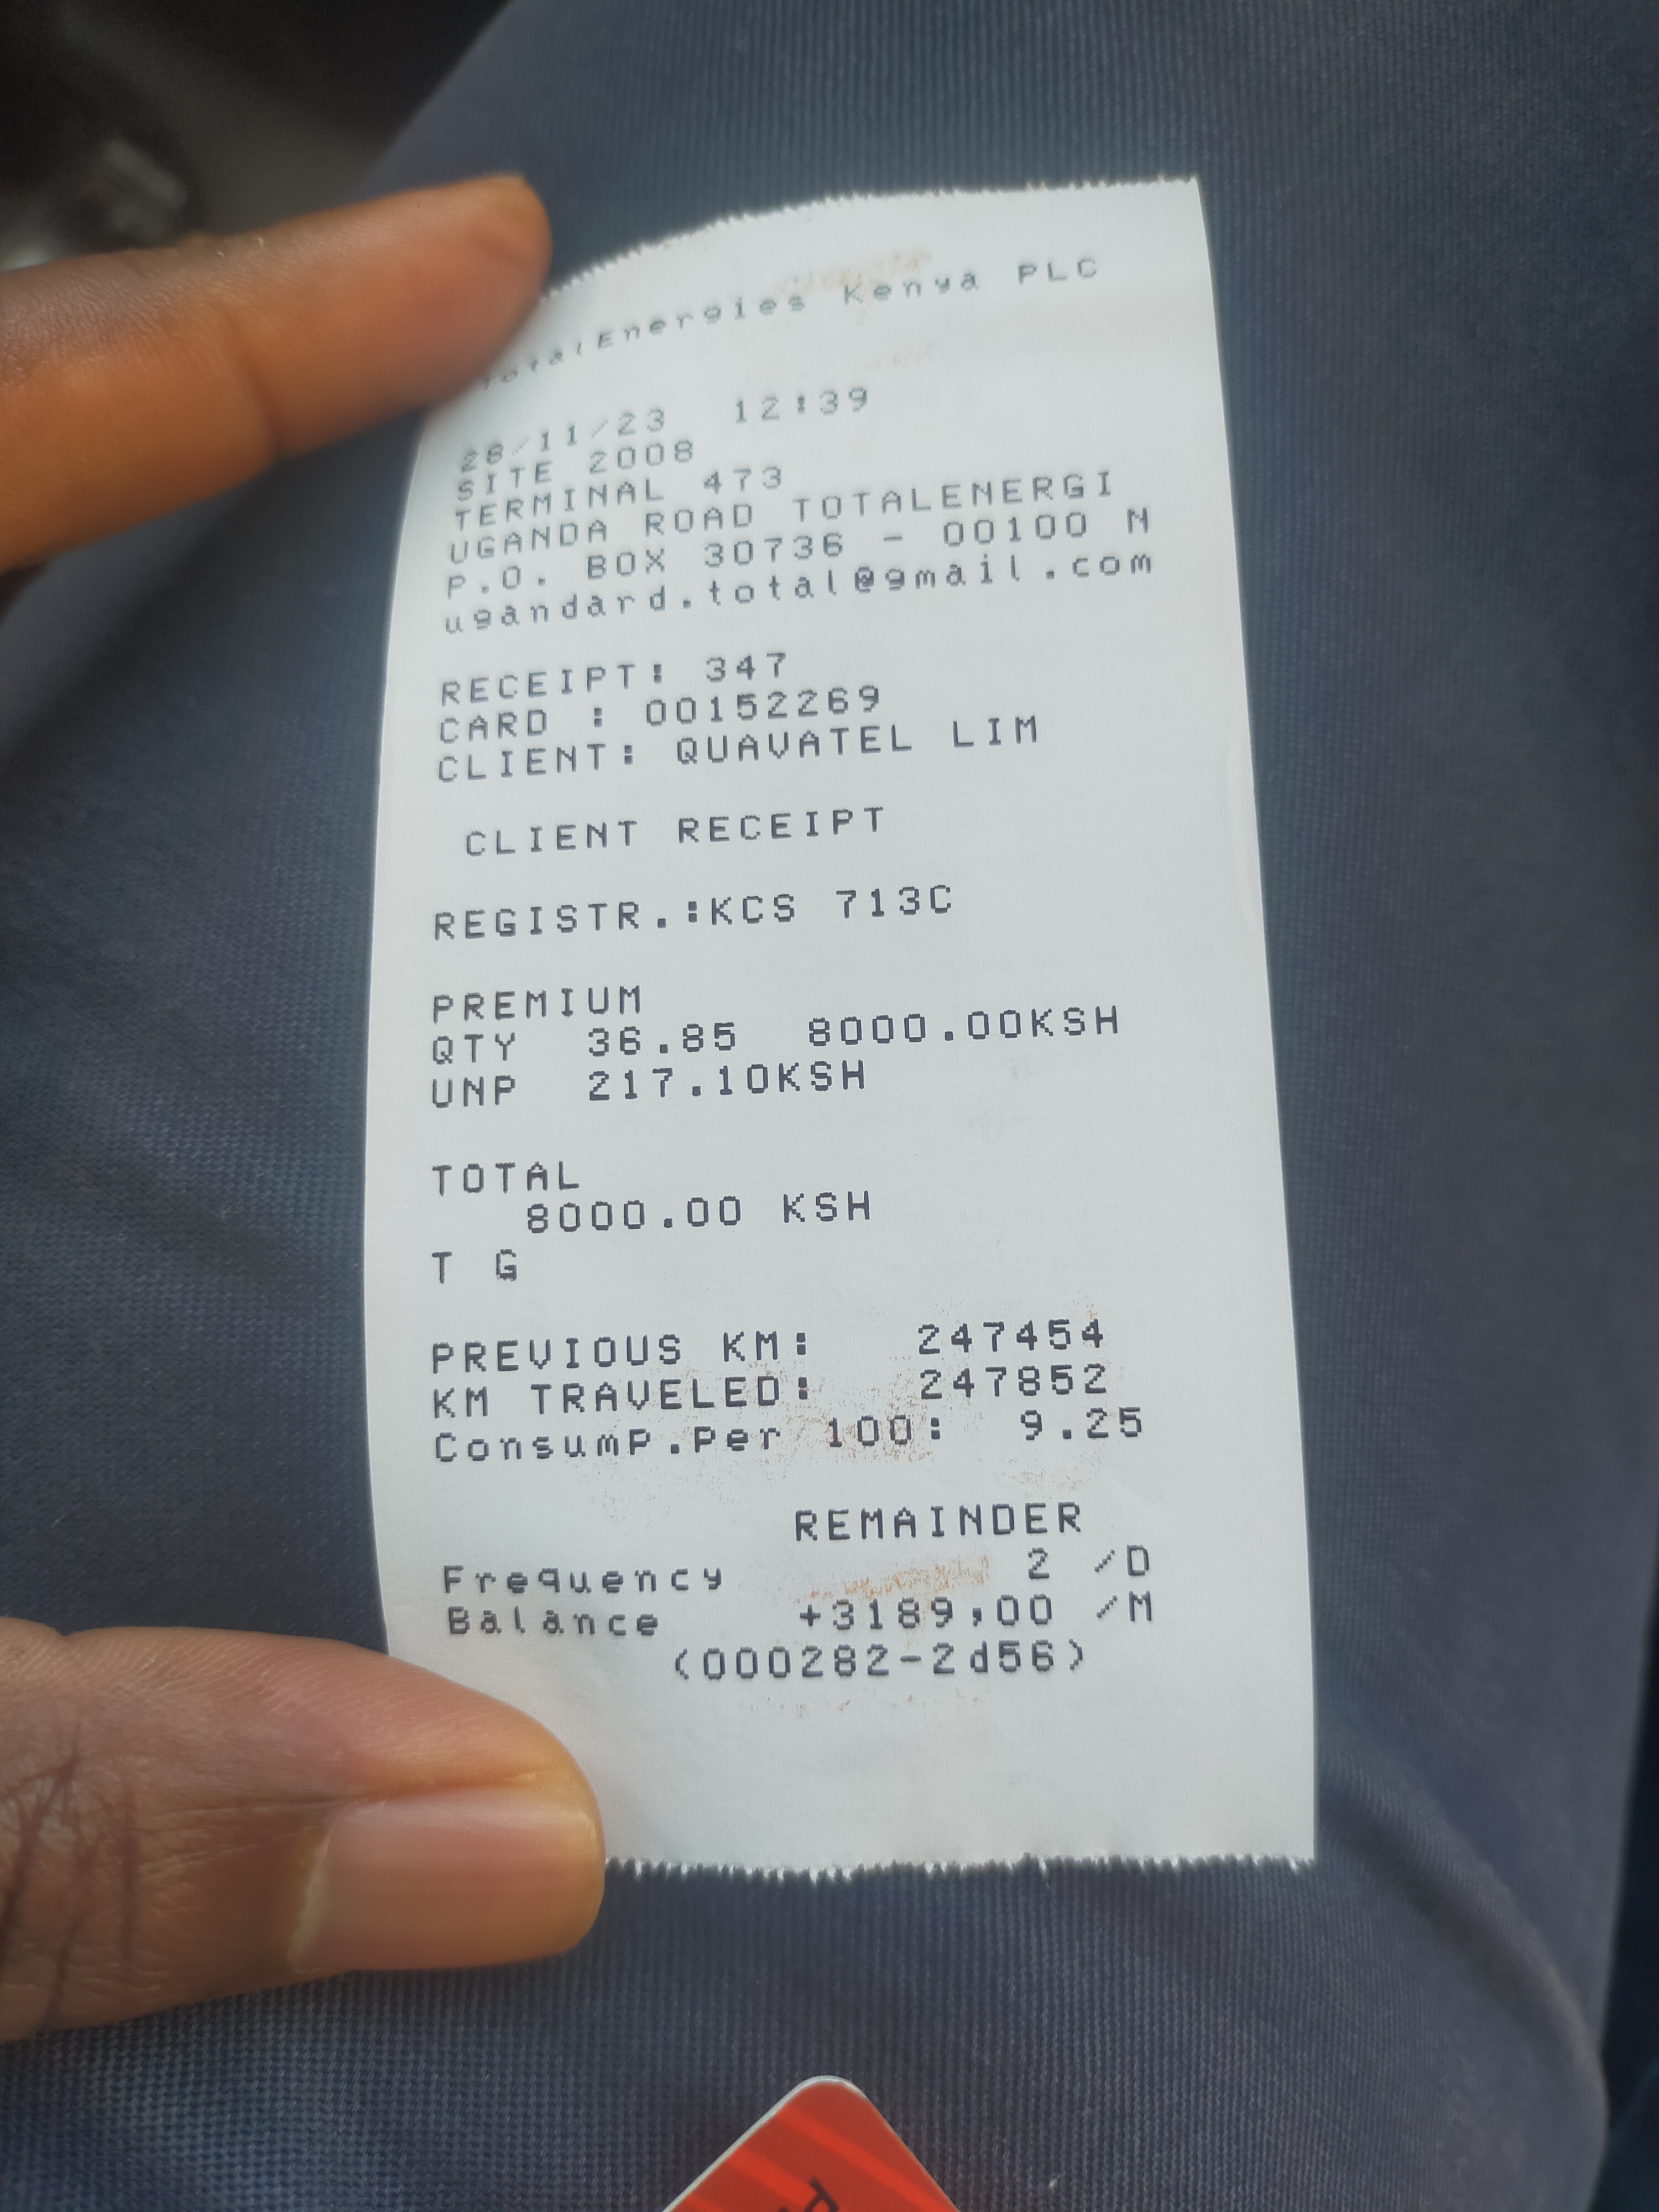 TotalEnergies Kenya PLC
28/11/23 12:39
SITE 2008
TERMINAL 473
UGANDA ROAD TOTALENERGI
P.O. BOX 30736 - 00100 N
ugandard.total@gmail.com
RECEIPT: 347
CARD : 00152269
CLIENT: QUAVATEL LIM
CLIENT RECEIPT
REGISTR.:KCS 713C
PREMIUM
QTY 36.85 8000.00KSH
UNP 217.10KSH
TOTAL
8000.00 KSH
T G
PREVIOUS KM: 247454
KM TRAVELED: 247852
Consump.Per 100: 9.25
REMAINDER
Frequency 2 /D
Balance +3189,00 /M
(000282-2d56)